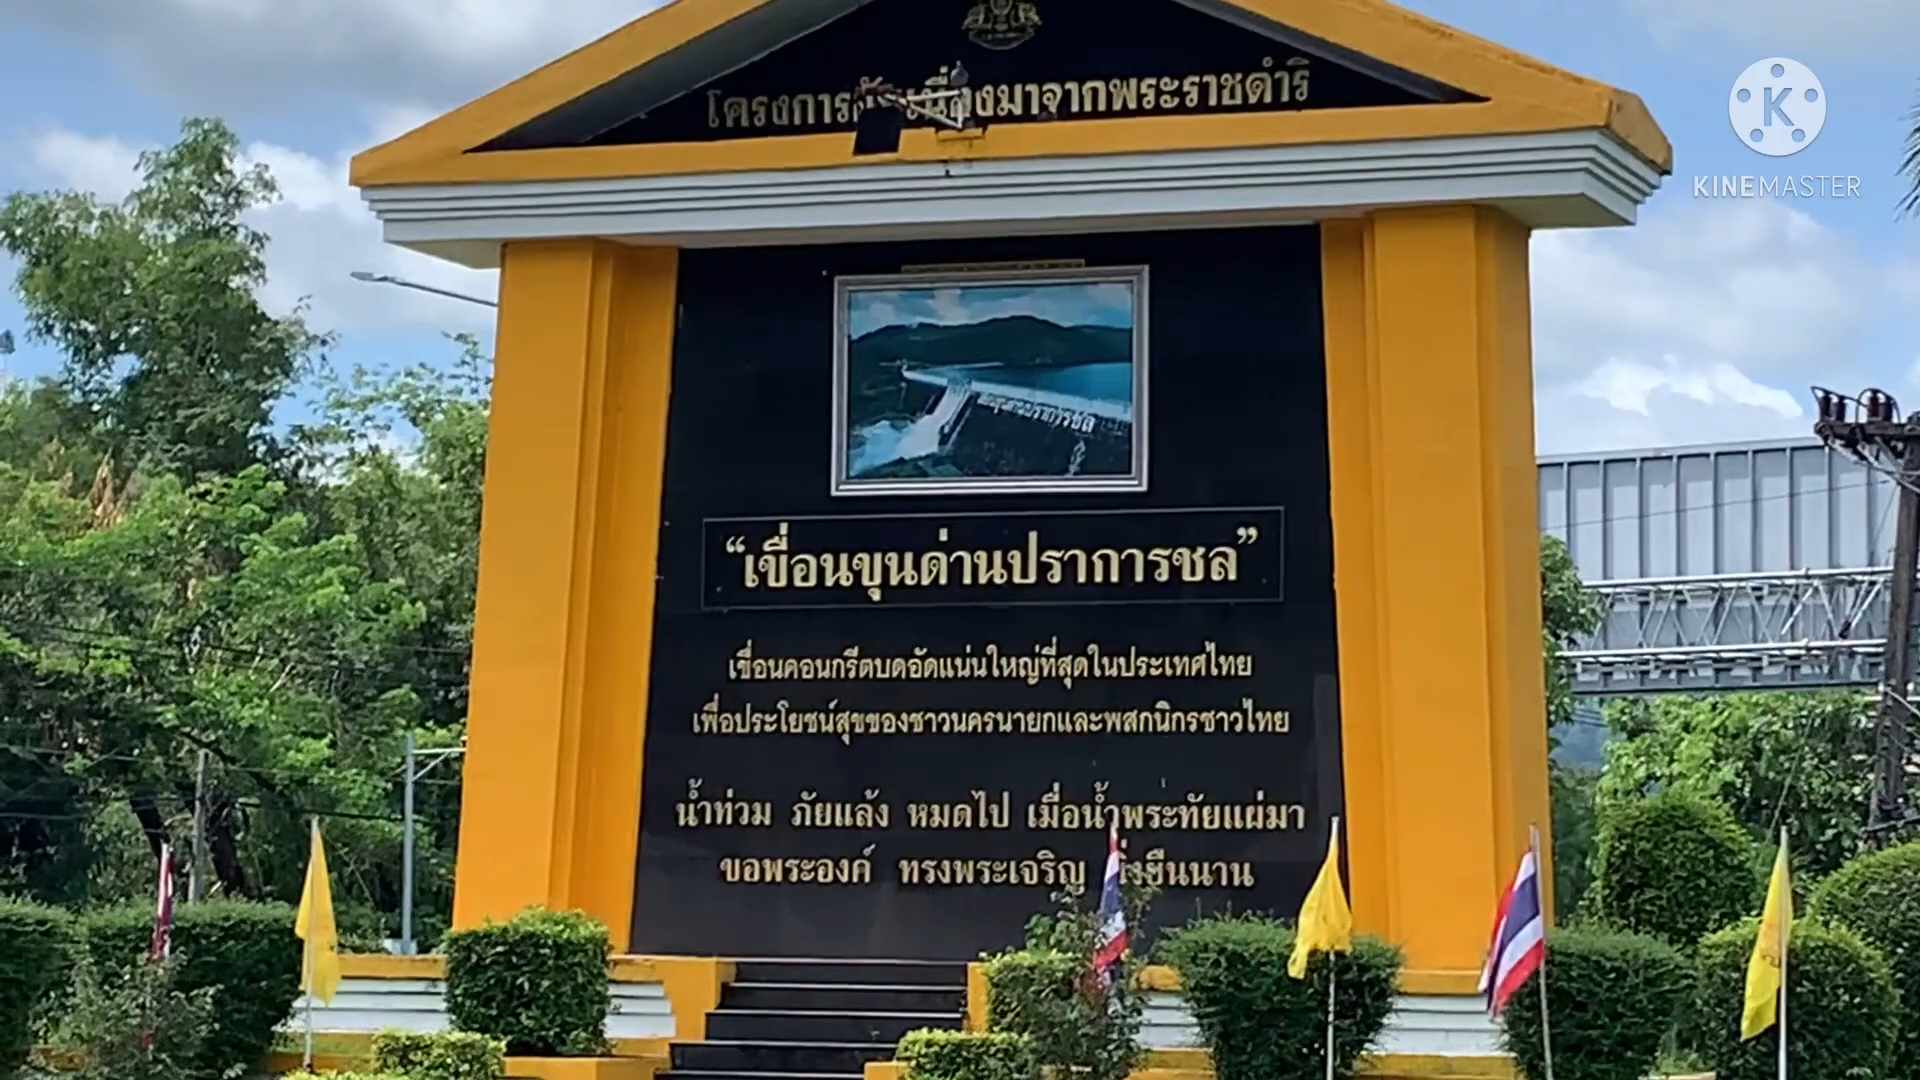 โครงการอันเนื่องมาจากพระราชดำริ
KINEMASTER
"เขื่อนขุนด่านปราการชล"
เขื่อนคอนกรีตบดอัดแน่นใหญ่ที่สุดในประเทศไทย
เพื่อประโยชน์สุขของชาวนครนายกและพสกนิกรชาวไทย
น้ำท่วม ภัยแล้ง หมดไป เมื่อน้ำพระทัยแผ่มา
ขอพระองค์ ทรงพระเจริญ ยิ่งยืนนาน